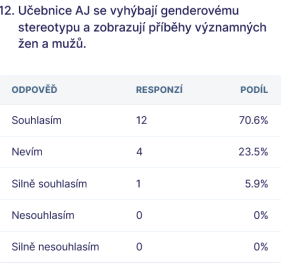 12. Učebnice AJ se vyhýbají genderovému
stereotypu a zobrazují příběhy významných
žen a mužů.
ODPOVĚĎ RESPONZÍ PODÍL
Souhlasím 12 70.6%
Nevím 4 23.5%
Silně souhlasím 1 5.9%
Nesouhlasím 0 0%
Silně nesouhlasím 0 0%